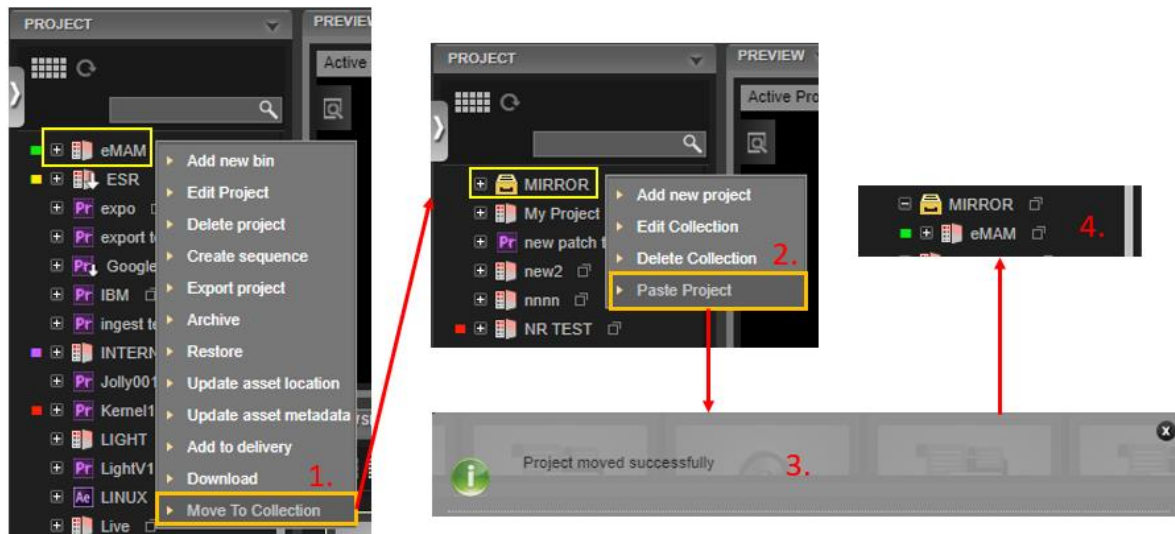 PROJECT
PREVIEW
Active
eMAM
ESR
Pr expo
Pr export t
Pr Google
Pr IBM
Pr ingest te
INTERN
Pr Jolly001
Pr Kernel1
LIGHT
Pr LightV1
Ae LINUX
Live
Add new bin
Edit Project
Delete project
Create sequence
Export project
Archive
Restore
Update asset location
Update asset metadata
Add to delivery
Download
1.
Move To Collection
PROJECT
PREVIEW
Active Pro
MIRROR
My Project
Pr new patch t
new2
nnnn
NR TEST
Add new project
Edit Collection
Delete Collection
2.
Paste Project
Project moved successfully
3.
MIRROR
eMAM
4.